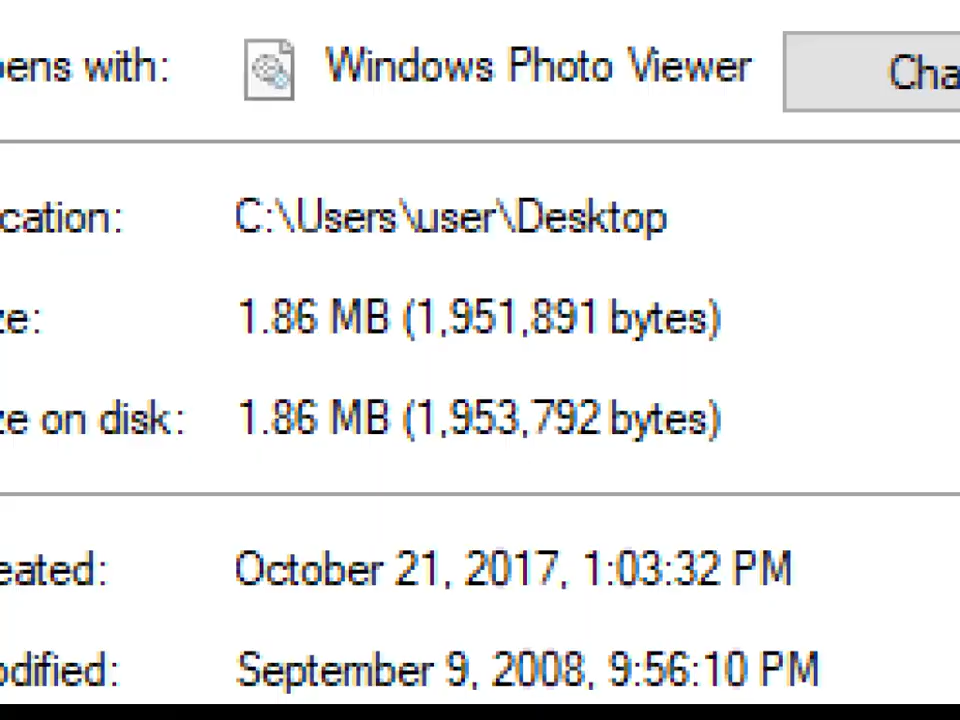 pens with: Windows Photo Viewer Cha
cation: C:\Users\user\Desktop
ze: 1.86 MB (1,951,891 bytes)
ze on disk: 1.86 MB (1,953,792 bytes)
eated: October 21, 2017, 1:03:32 PM
odified: September 9, 2008, 9:56:10 PM